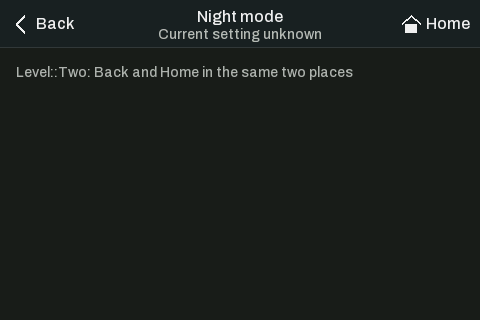 Back
Night mode
Current setting unknown
Home
Level::Two: Back and Home in the same two places